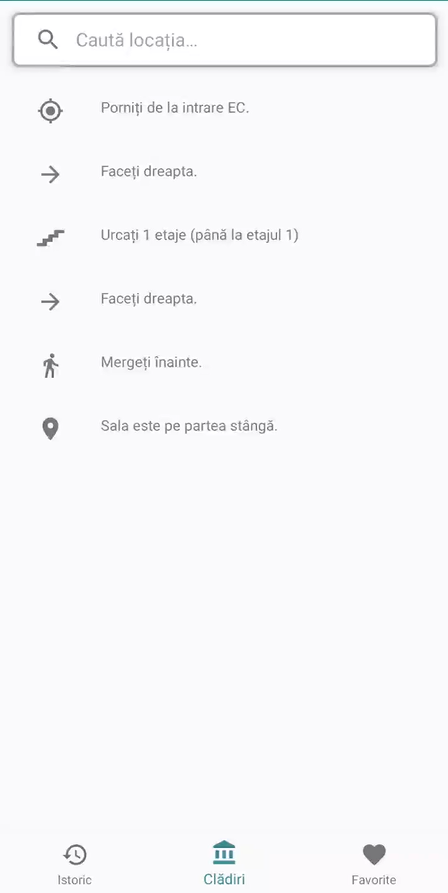 Caută locația...
Porniți de la intrare EC.
Faceți dreapta.
Urcați 1 etaje (până la etajul 1)
Faceți dreapta.
Mergeți înainte.
Sala este pe partea stângă.
Istoric
Clădiri
Favorite